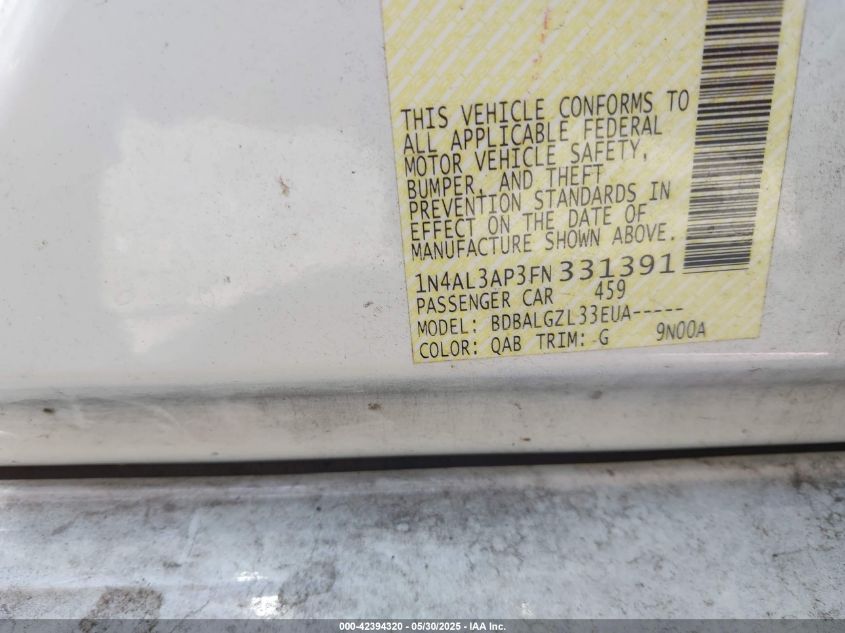 THIS VEHICLE CONFORMS TO
ALL APPLICABLE FEDERAL
MOTOR VEHICLE SAFETY,
BUMPER, AND THEFT
PREVENTION STANDARDS IN
EFFECT ON THE DATE OF
MANUFACTURE SHOWN ABOVE.
1N4AL3AP3FN 331391
PASSENGER CAR 459
MODEL: BDBALGZL33EUA-----
COLOR: QAB TRIM: G 9N00A
000-42394320 — 05/30/2025 — IAA Inc.